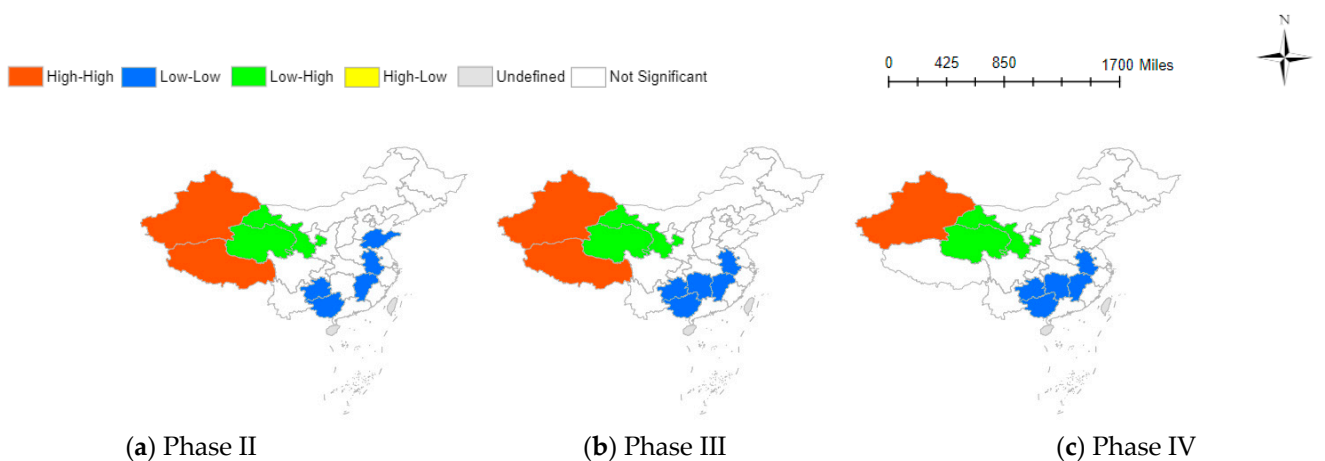 N
High-High Low-Low Low-High High-Low Undefined Not Significant
0 425 850 1700 Miles
(a) Phase II (b) Phase III (c) Phase IV